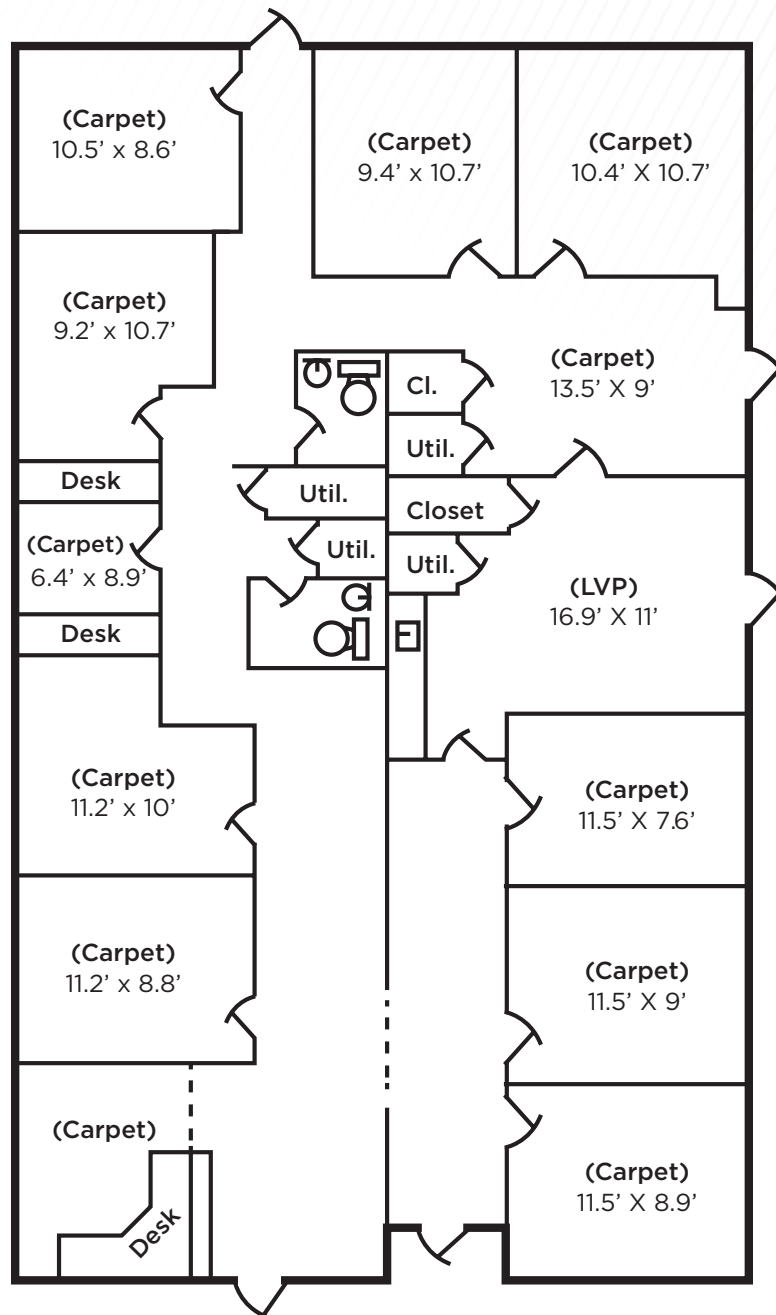 (Carpet)
10.5’ x 8.6’
(Carpet)
9.4’ x 10.7’
(Carpet)
10.4’ X 10.7’
(Carpet)
9.2’ x 10.7’
(Carpet)
13.5’ X 9’
Cl.
Util.
Desk
Util.
Closet
(Carpet)
6.4’ x 8.9’
Util.
Util.
(LVP)
16.9’ X 11’
Desk
(Carpet)
11.2’ x 10’
(Carpet)
11.5’ X 7.6’
(Carpet)
11.2’ x 8.8’
(Carpet)
11.5’ X 9’
(Carpet)
Desk
(Carpet)
11.5’ X 8.9’